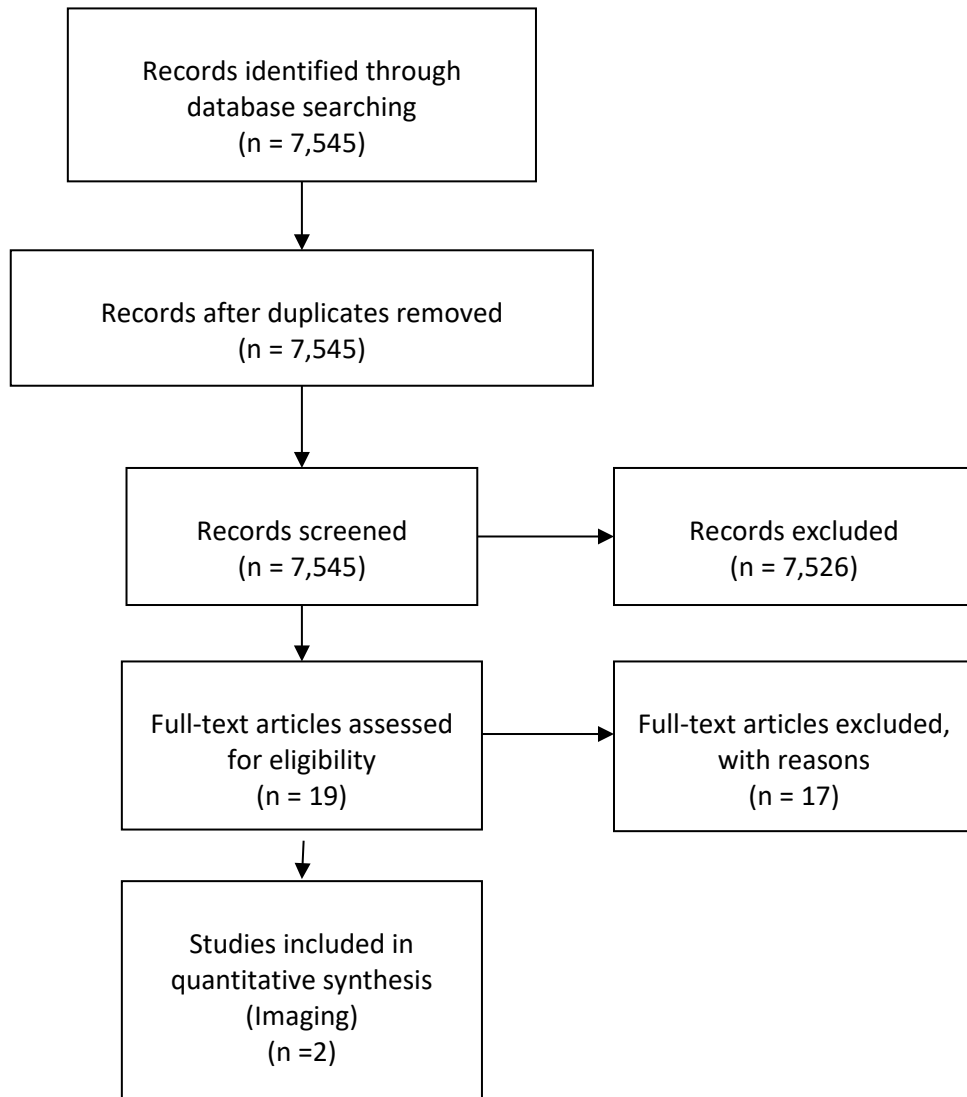 Records identified through
database searching
(n = 7,545)
Records after duplicates removed
(n = 7,545)
Records screened
(n = 7,545)
Records excluded
(n = 7,526)
Full-text articles assessed
for eligibility
(n = 19)
Full-text articles excluded,
with reasons
(n = 17)
Studies included in
quantitative synthesis
(Imaging)
(n =2)